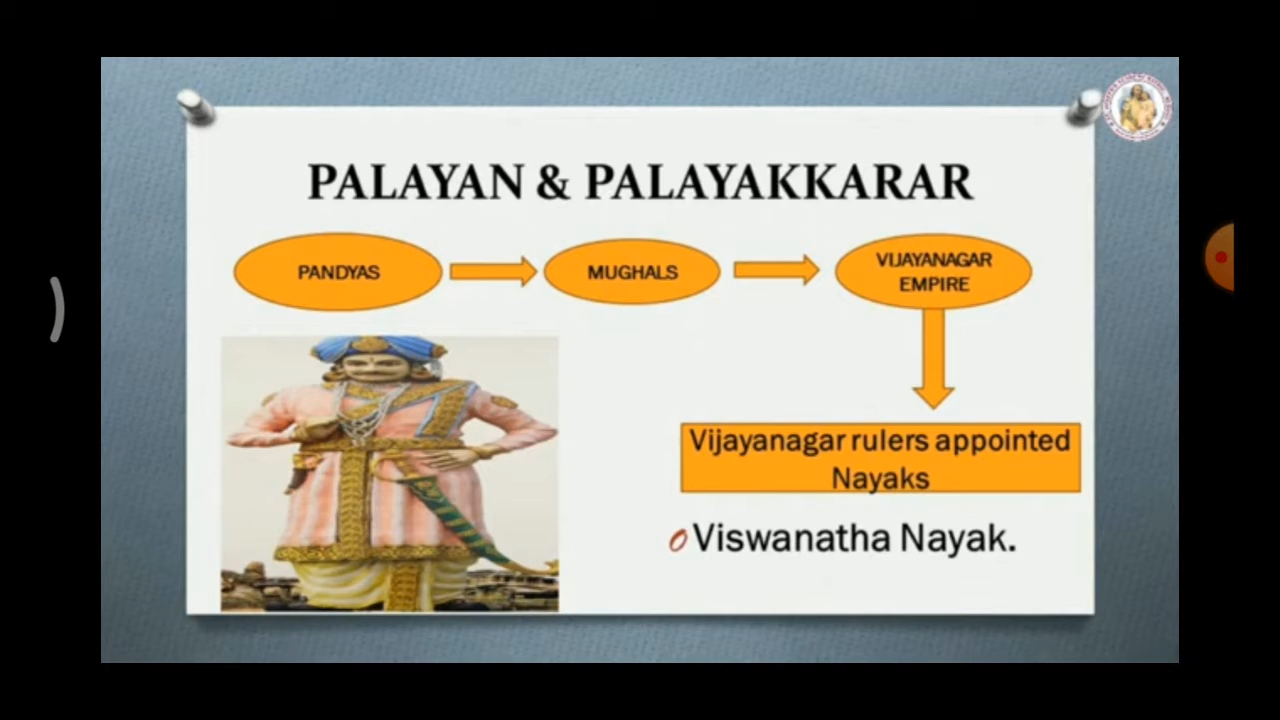 PALAYAN & PALAYAKKARAR
PANDYAS
MUGHALS
VIJAYANAGAR
EMPIRE
Vijayanagar rulers appointed
Nayaks
Viswanatha Nayak.